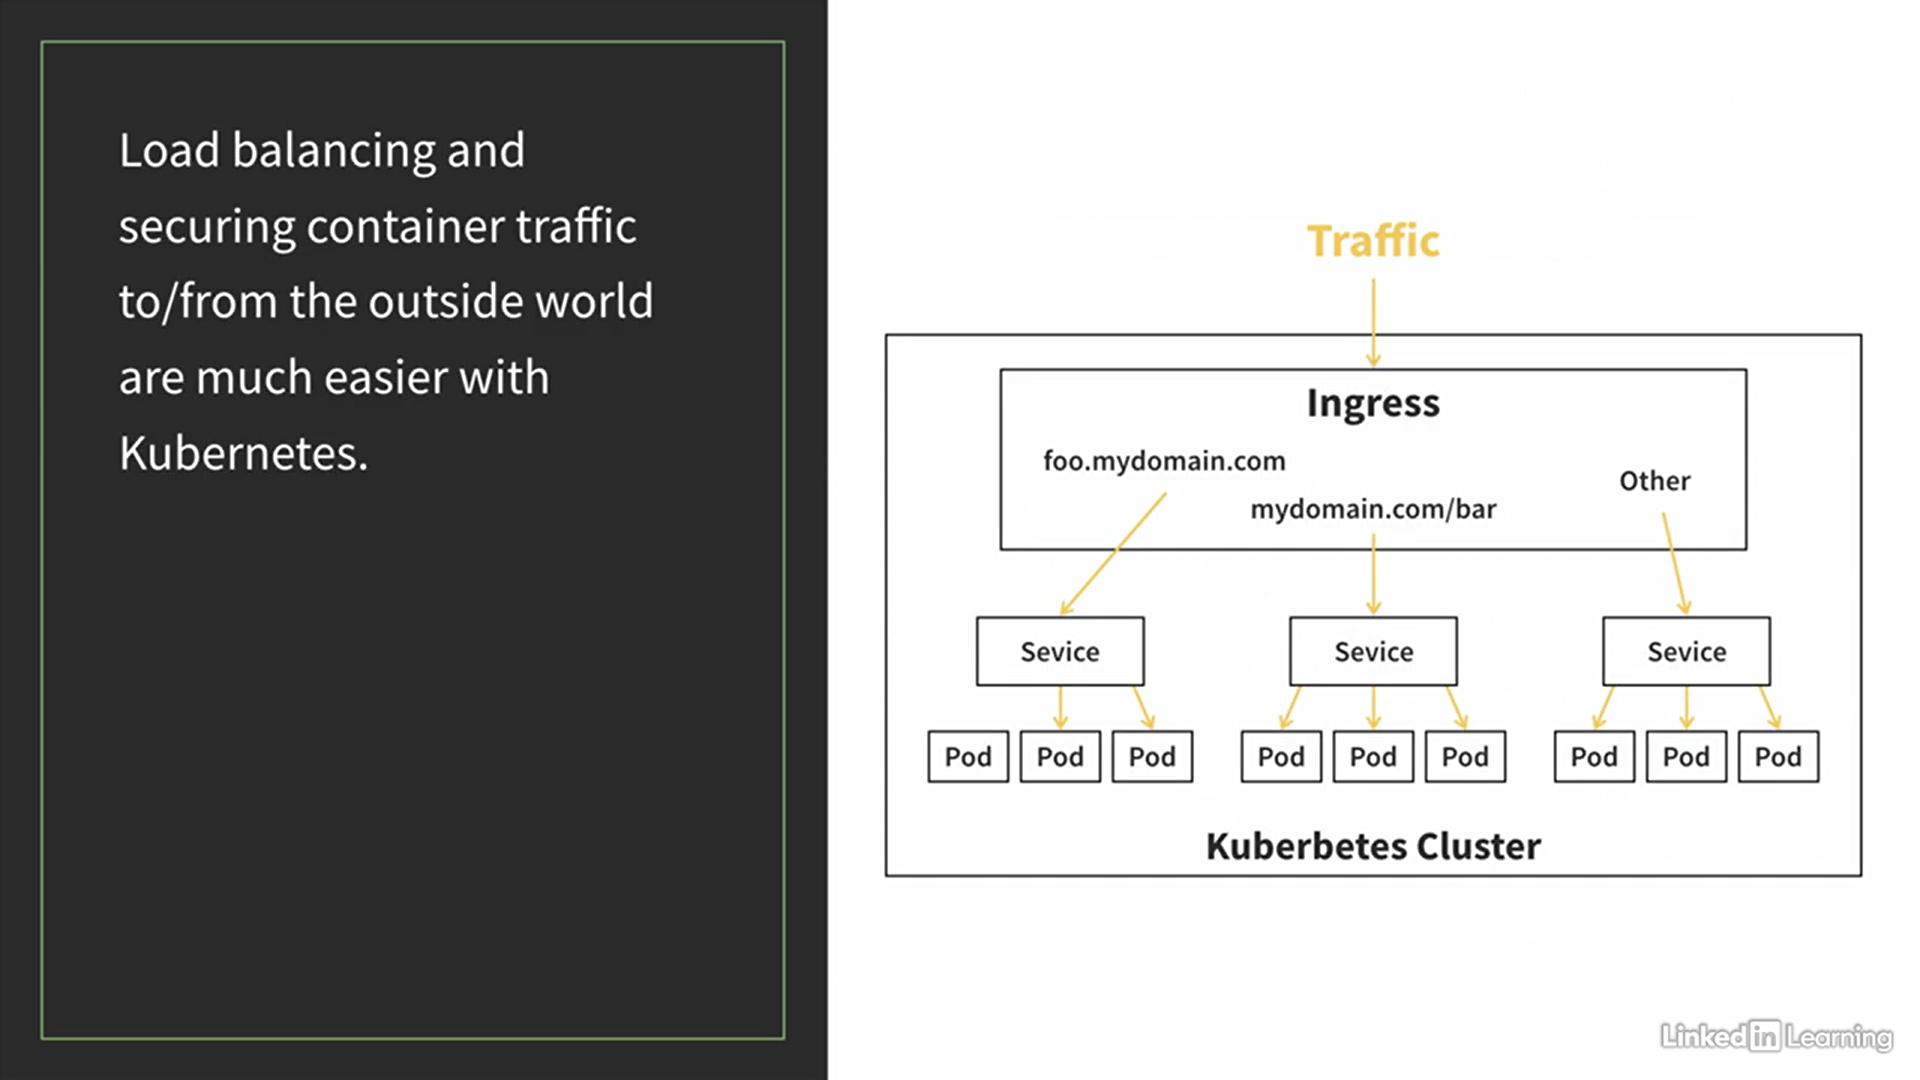 Load balancing and
securing container traffic
to/from the outside world
are much easier with
Kubernetes.
Traffic
Ingress
foo.mydomain.com
mydomain.com/bar
Other
Sevice
Sevice
Sevice
Pod
Pod
Pod
Pod
Pod
Pod
Pod
Pod
Pod
Kuberbetes Cluster
Linked in Learning